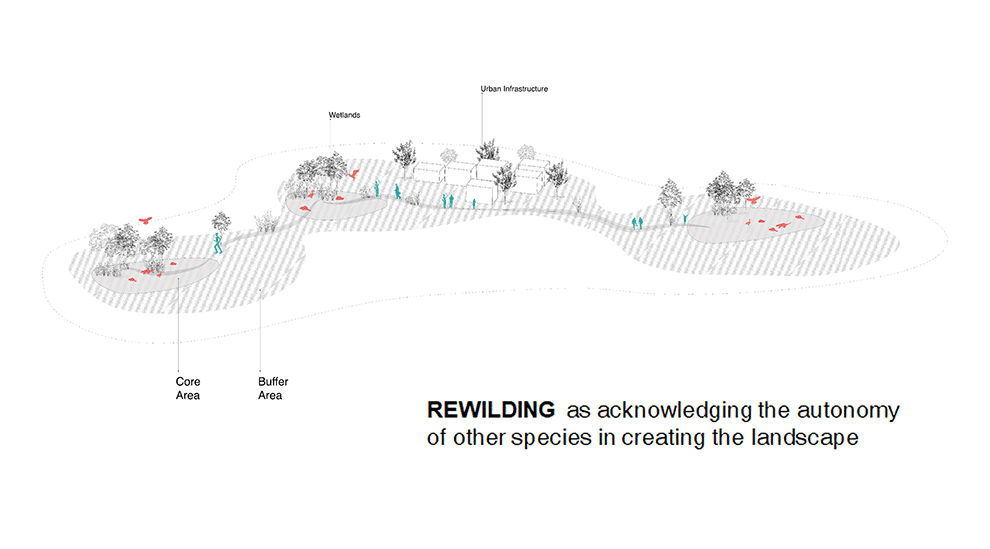 Urban Infrastructure
Wetlands
Core
Area
Buffer
Area
REWILDING as acknowledging the autonomy
of other species in creating the landscape